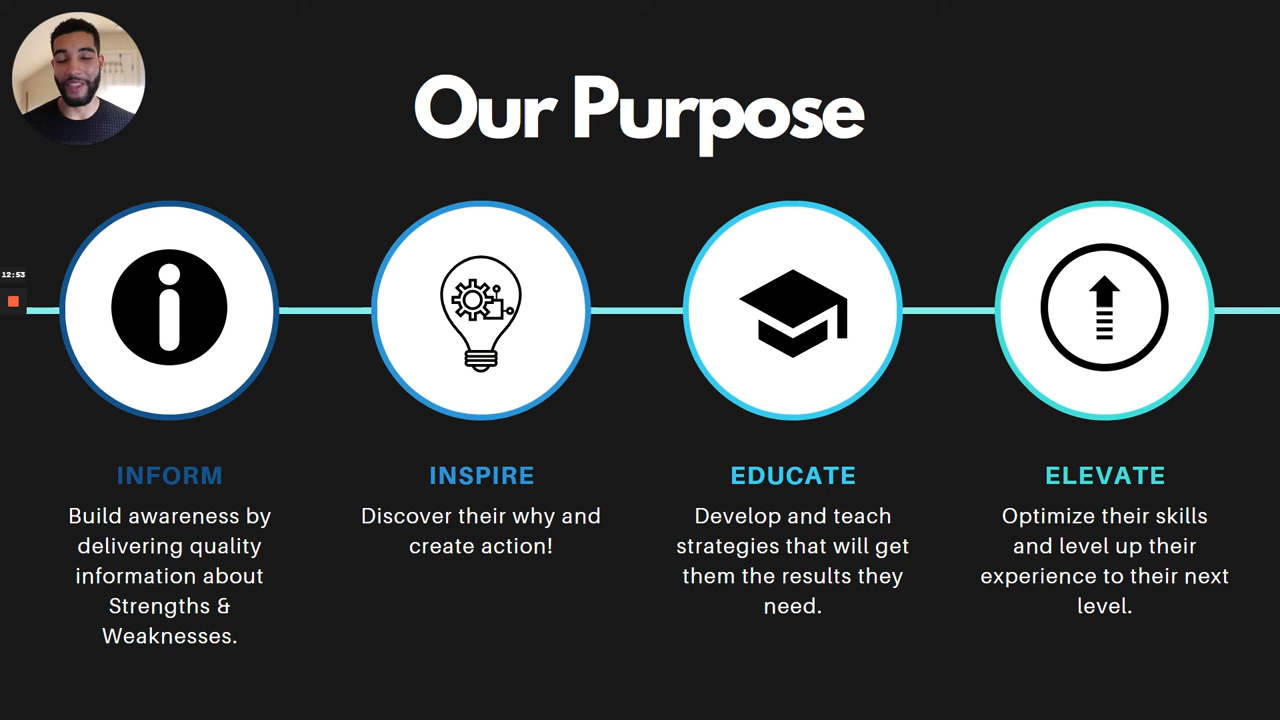 Our Purpose
12:53
INFORM
Build awareness by
delivering quality
information about
Strengths &
Weaknesses.
INSPIRE
Discover their why and
create action!
EDUCATE
Develop and teach
strategies that will get
them the results they
need.
ELEVATE
Optimize their skills
and level up their
experience to their next
level.